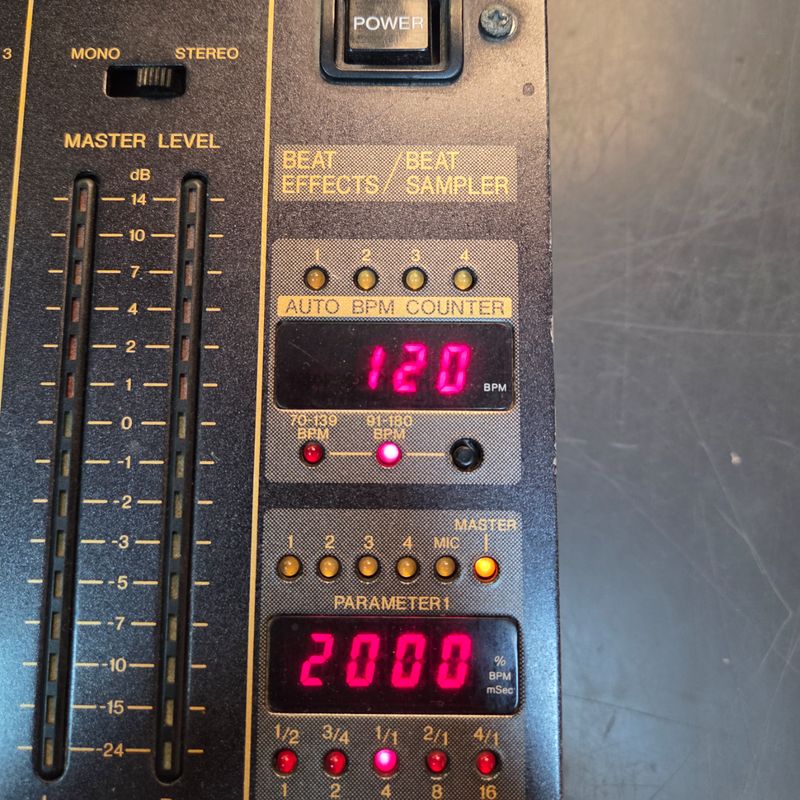 3
MONO STEREO
POWER
MASTER LEVEL
dB
14
10
7
4
2
1
0
-1
-2
-3
-5
-7
-10
-15
-24
BEAT EFFECTS / BEAT SAMPLER
1 2 3 4
AUTO BPM COUNTER
120 BPM
70-139 BPM
91-180 BPM
MASTER
1 2 3 4 MIC
PARAMETER1
2000
%
BPM
mSec
1/2 3/4 1/1 2/1 4/1
1 2 4 8 16